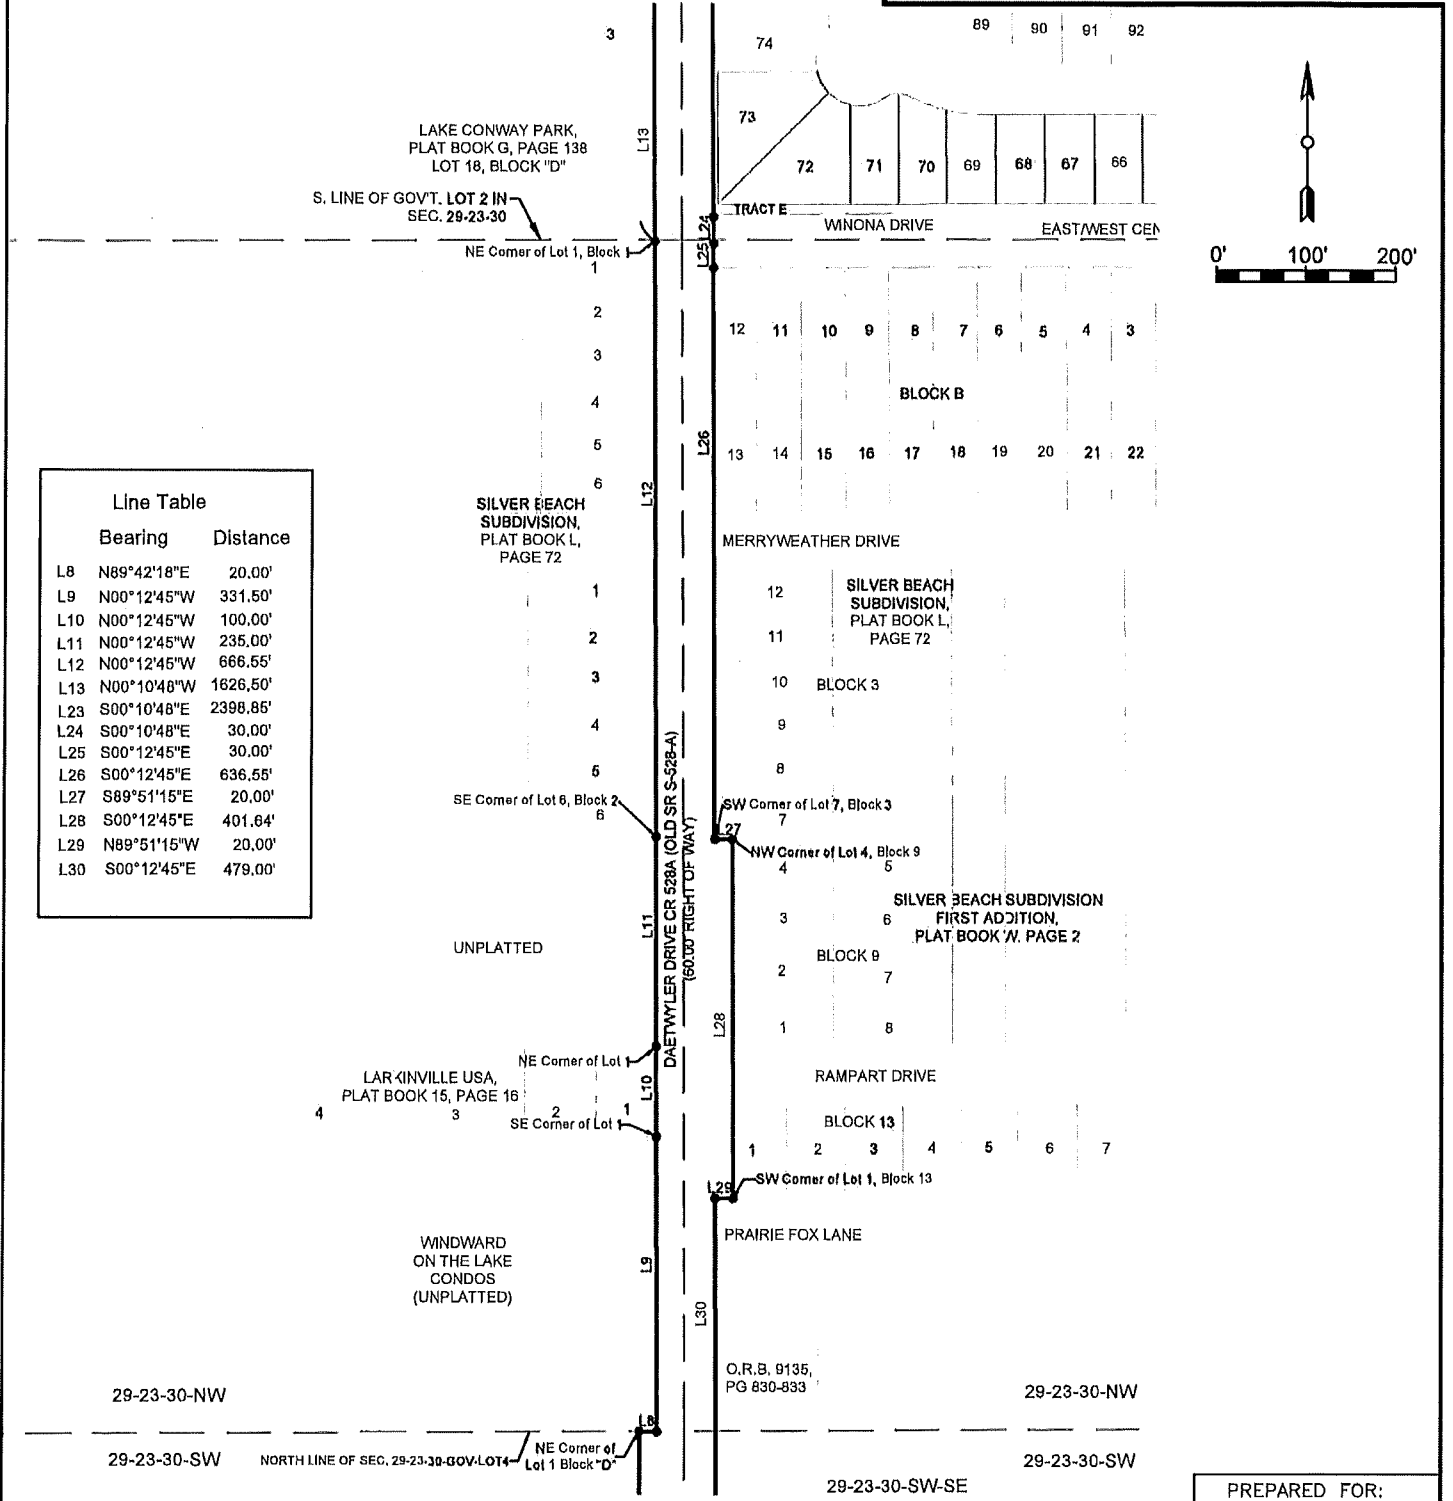 3
74
89 90 91 92
73
LAKE CONWAY PARK,
PLAT BOOK G, PAGE 138
LOT 18, BLOCK "D"
L13
72 71 70 69 68 67 66
S. LINE OF GOV'T. LOT 2 IN
SEC. 29-23-30
TRACT E
L24
WINONA DRIVE
EAST/WEST CEN
NE Corner of Lot 1, Block 1
L25
0' 100' 200'
1
2
3
4
5
6
12 11 10 9 8 7 6 5 4 3
BLOCK B
L26
13 14 15 16 17 18 19 20 21 22
L12
SILVER BEACH
SUBDIVISION,
PLAT BOOK L,
PAGE 72
MERRYWEATHER DRIVE
Line Table
Bearing Distance
L8 N89°42'18"E 20.00'
L9 N00°12'45"W 331.50'
L10 N00°12'45"W 100.00'
L11 N00°12'45"W 235.00'
L12 N00°12'45"W 666.55'
L13 N00°10'48"W 1626.50'
L23 S00°10'48"E 2398.85'
L24 S00°10'48"E 30.00'
L25 S00°12'45"E 30.00'
L26 S00°12'45"E 636.55'
L27 S89°51'15"E 20.00'
L28 S00°12'45"E 401.64'
L29 N89°51'15"W 20.00'
L30 S00°12'45"E 479.00'
1
2
3
4
5
6
SE Corner of Lot 6, Block 2
12
11
10
9
8
7
SILVER BEACH
SUBDIVISION,
PLAT BOOK L,
PAGE 72
BLOCK 3
SW Corner of Lot 7, Block 3
L27
NW Corner of Lot 4, Block 9
4 5
3 6
2 7
1 8
SILVER BEACH SUBDIVISION
FIRST ADDITION,
PLAT BOOK W, PAGE 2
BLOCK 9
DAETWYLER DRIVE CR 528A (OLD SR S-528-A)
(60.00 RIGHT OF WAY)
UNPLATTED
L11
L28
NE Corner of Lot 1
LARKINVILLE USA,
PLAT BOOK 15, PAGE 16
L10
4 3 2 1
SE Corner of Lot 1
RAMPART DRIVE
BLOCK 13
1 2 3 4 5 6 7
L29
SW Corner of Lot 1, Block 13
PRAIRIE FOX LANE
WINDWARD
ON THE LAKE
CONDOS
(UNPLATTED)
L9
L30
O.R.B. 9135,
PG 830-833
29-23-30-NW
29-23-30-NW
L8
29-23-30-SW
NORTH LINE OF SEC. 29-23-30-GOV-LOT4
NE Corner of
Lot 1 Block "D"
29-23-30-SW
29-23-30-SW-SE
PREPARED FOR: